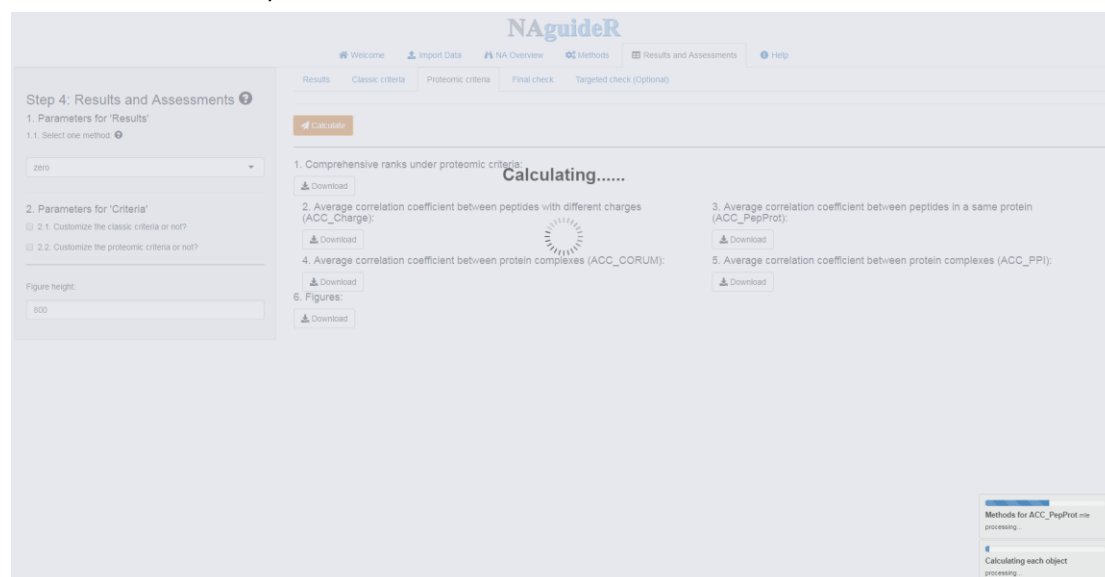 NAguideR
Welcome Import Data NA Overview Methods Results and Assessments Help
Results Classic criteria Proteomic criteria Final check Targeted check (Optional)
Step 4: Results and Assessments
1. Parameters for 'Results'
1.1. Select one method:
zero
2. Parameters for 'Criteria'
2.1. Customize the classic criteria or not?
2.2. Customize the proteomic criteria or not?
Figure height:
600
Calculate
1. Comprehensive ranks under proteomic criteria:
Download
Calculating......
2. Average correlation coefficient between peptides with different charges
(ACC_Charge):
Download
3. Average correlation coefficient between peptides in a same protein
(ACC_PepProt):
Download
4. Average correlation coefficient between protein complexes (ACC_CORUM):
Download
5. Average correlation coefficient between protein complexes (ACC_PPI):
Download
6. Figures:
Download
Methods for ACC_PepProt mle
processing...
Calculating each object
processing...